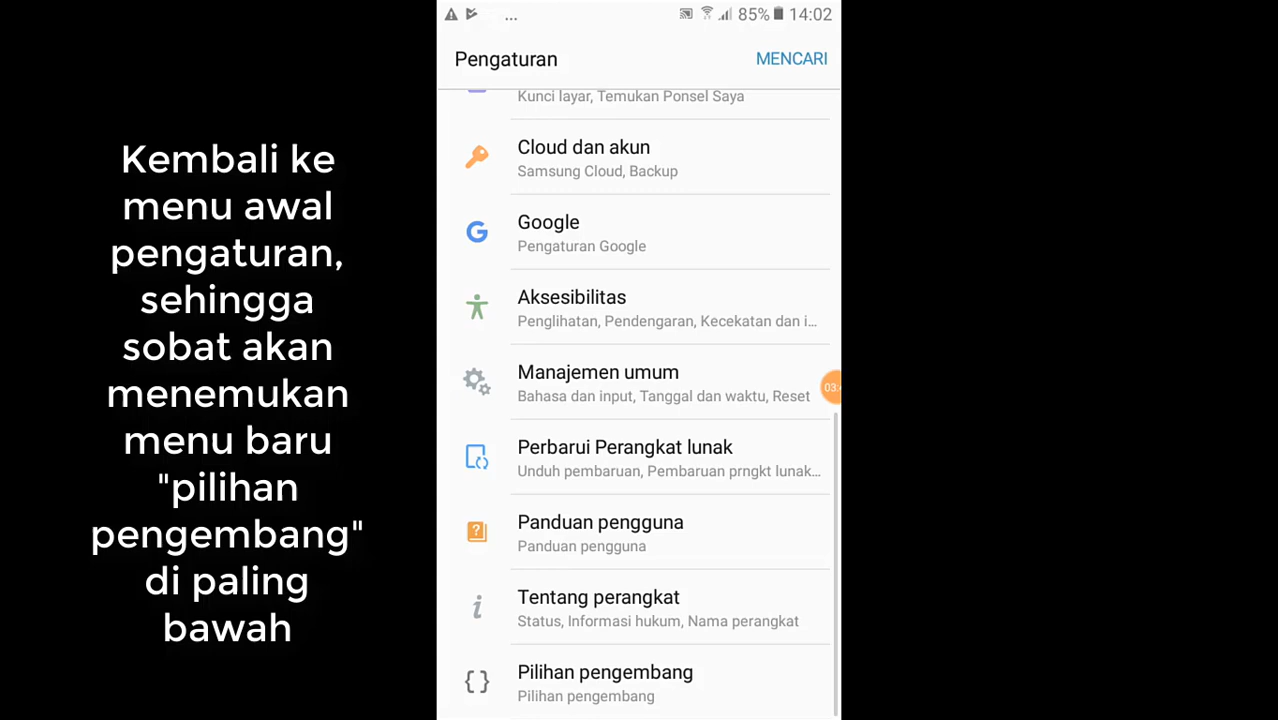 Kembali ke
menu awal
pengaturan,
sehingga
sobat akan
menemukan
menu baru
"pilihan
pengembang"
di paling
bawah
... 85% 14:02
Pengaturan MENCARI
Kunci layar, Temukan Ponsel Saya
Cloud dan akun
Samsung Cloud, Backup
Google
Pengaturan Google
Aksesibilitas
Penglihatan, Pendengaran, Kecekatan dan i...
Manajemen umum
Bahasa dan input, Tanggal dan waktu, Reset
Perbarui Perangkat lunak
Unduh pembaruan, Pembaruan prngkt lunak...
Panduan pengguna
Panduan pengguna
Tentang perangkat
Status, Informasi hukum, Nama perangkat
Pilihan pengembang
Pilihan pengembang